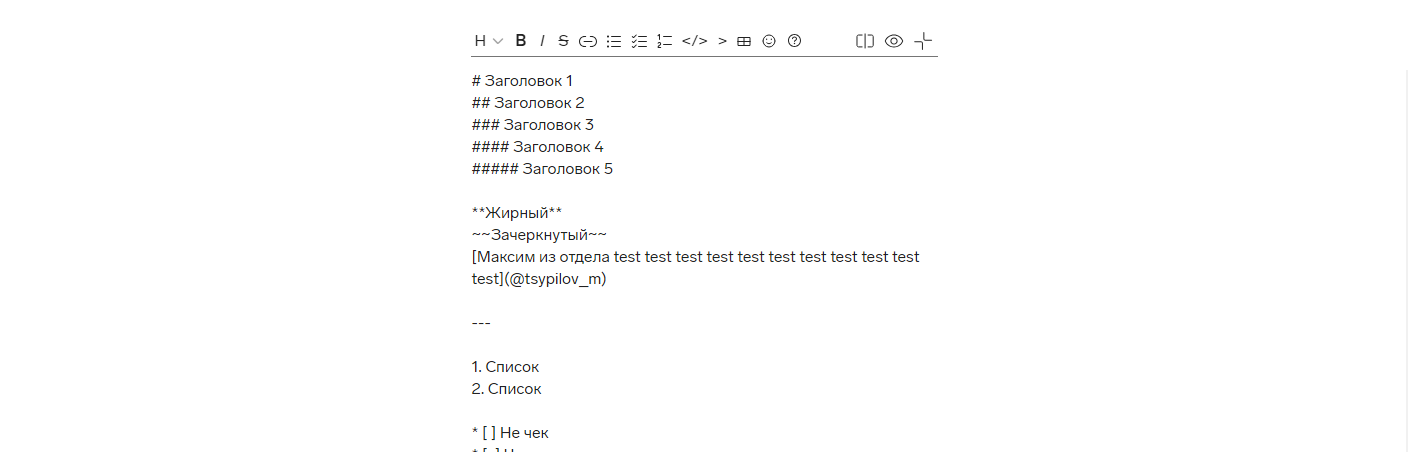 H B I S </> >
# Заголовок 1
## Заголовок 2
### Заголовок 3
#### Заголовок 4
##### Заголовок 5
**Жирный**
~~Зачеркнутый~~
[Максим из отдела test test test test test test test test test test
test](@tsypilov_m)
---
1. Список
2. Список
* [ ] Не чек